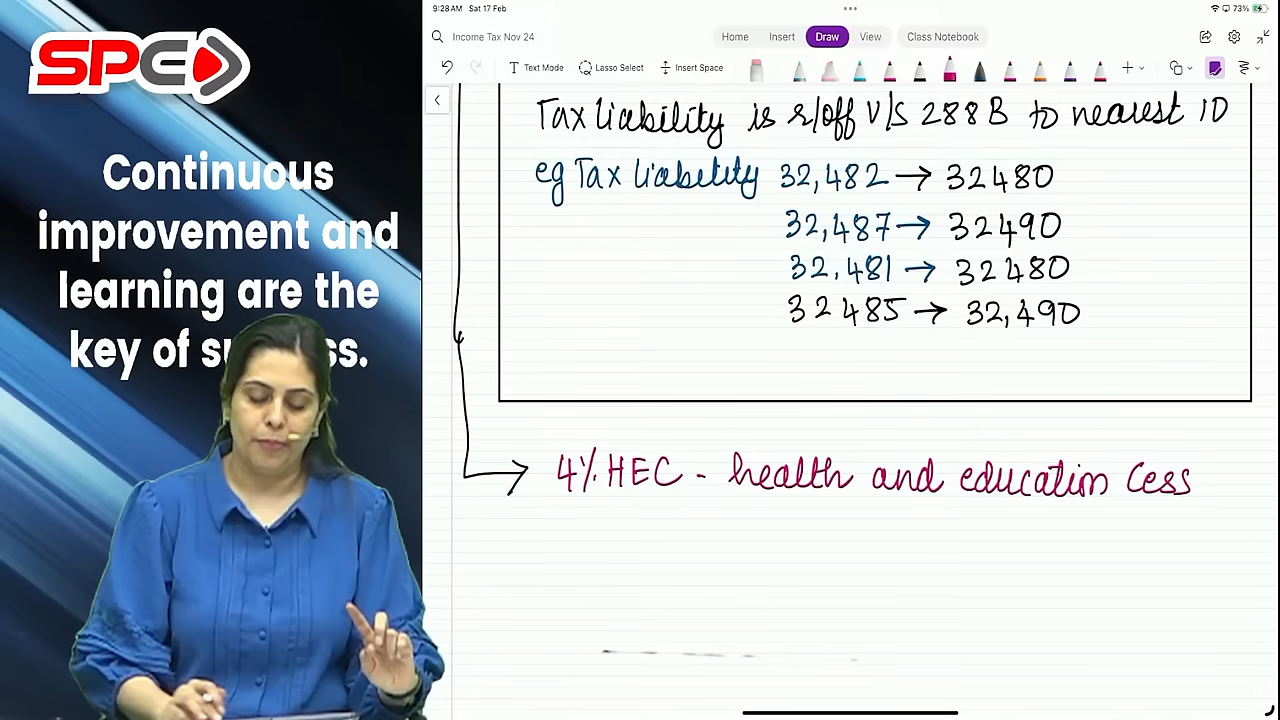 9:28 AM Sat 17 Feb
73%
Income Tax Nov 24
Home Insert Draw View Class Notebook
Text Mode Lasso Select Insert Space
SPC
Continuous
improvement and
learning are the
key of
ss.
Tax liability is r/off v/s 288B to nearest 10
eg Tax liability 32,482 → 32480
32,487 → 32490
32,481 → 32480
32485 → 32,490
4% HEC - health and education cess